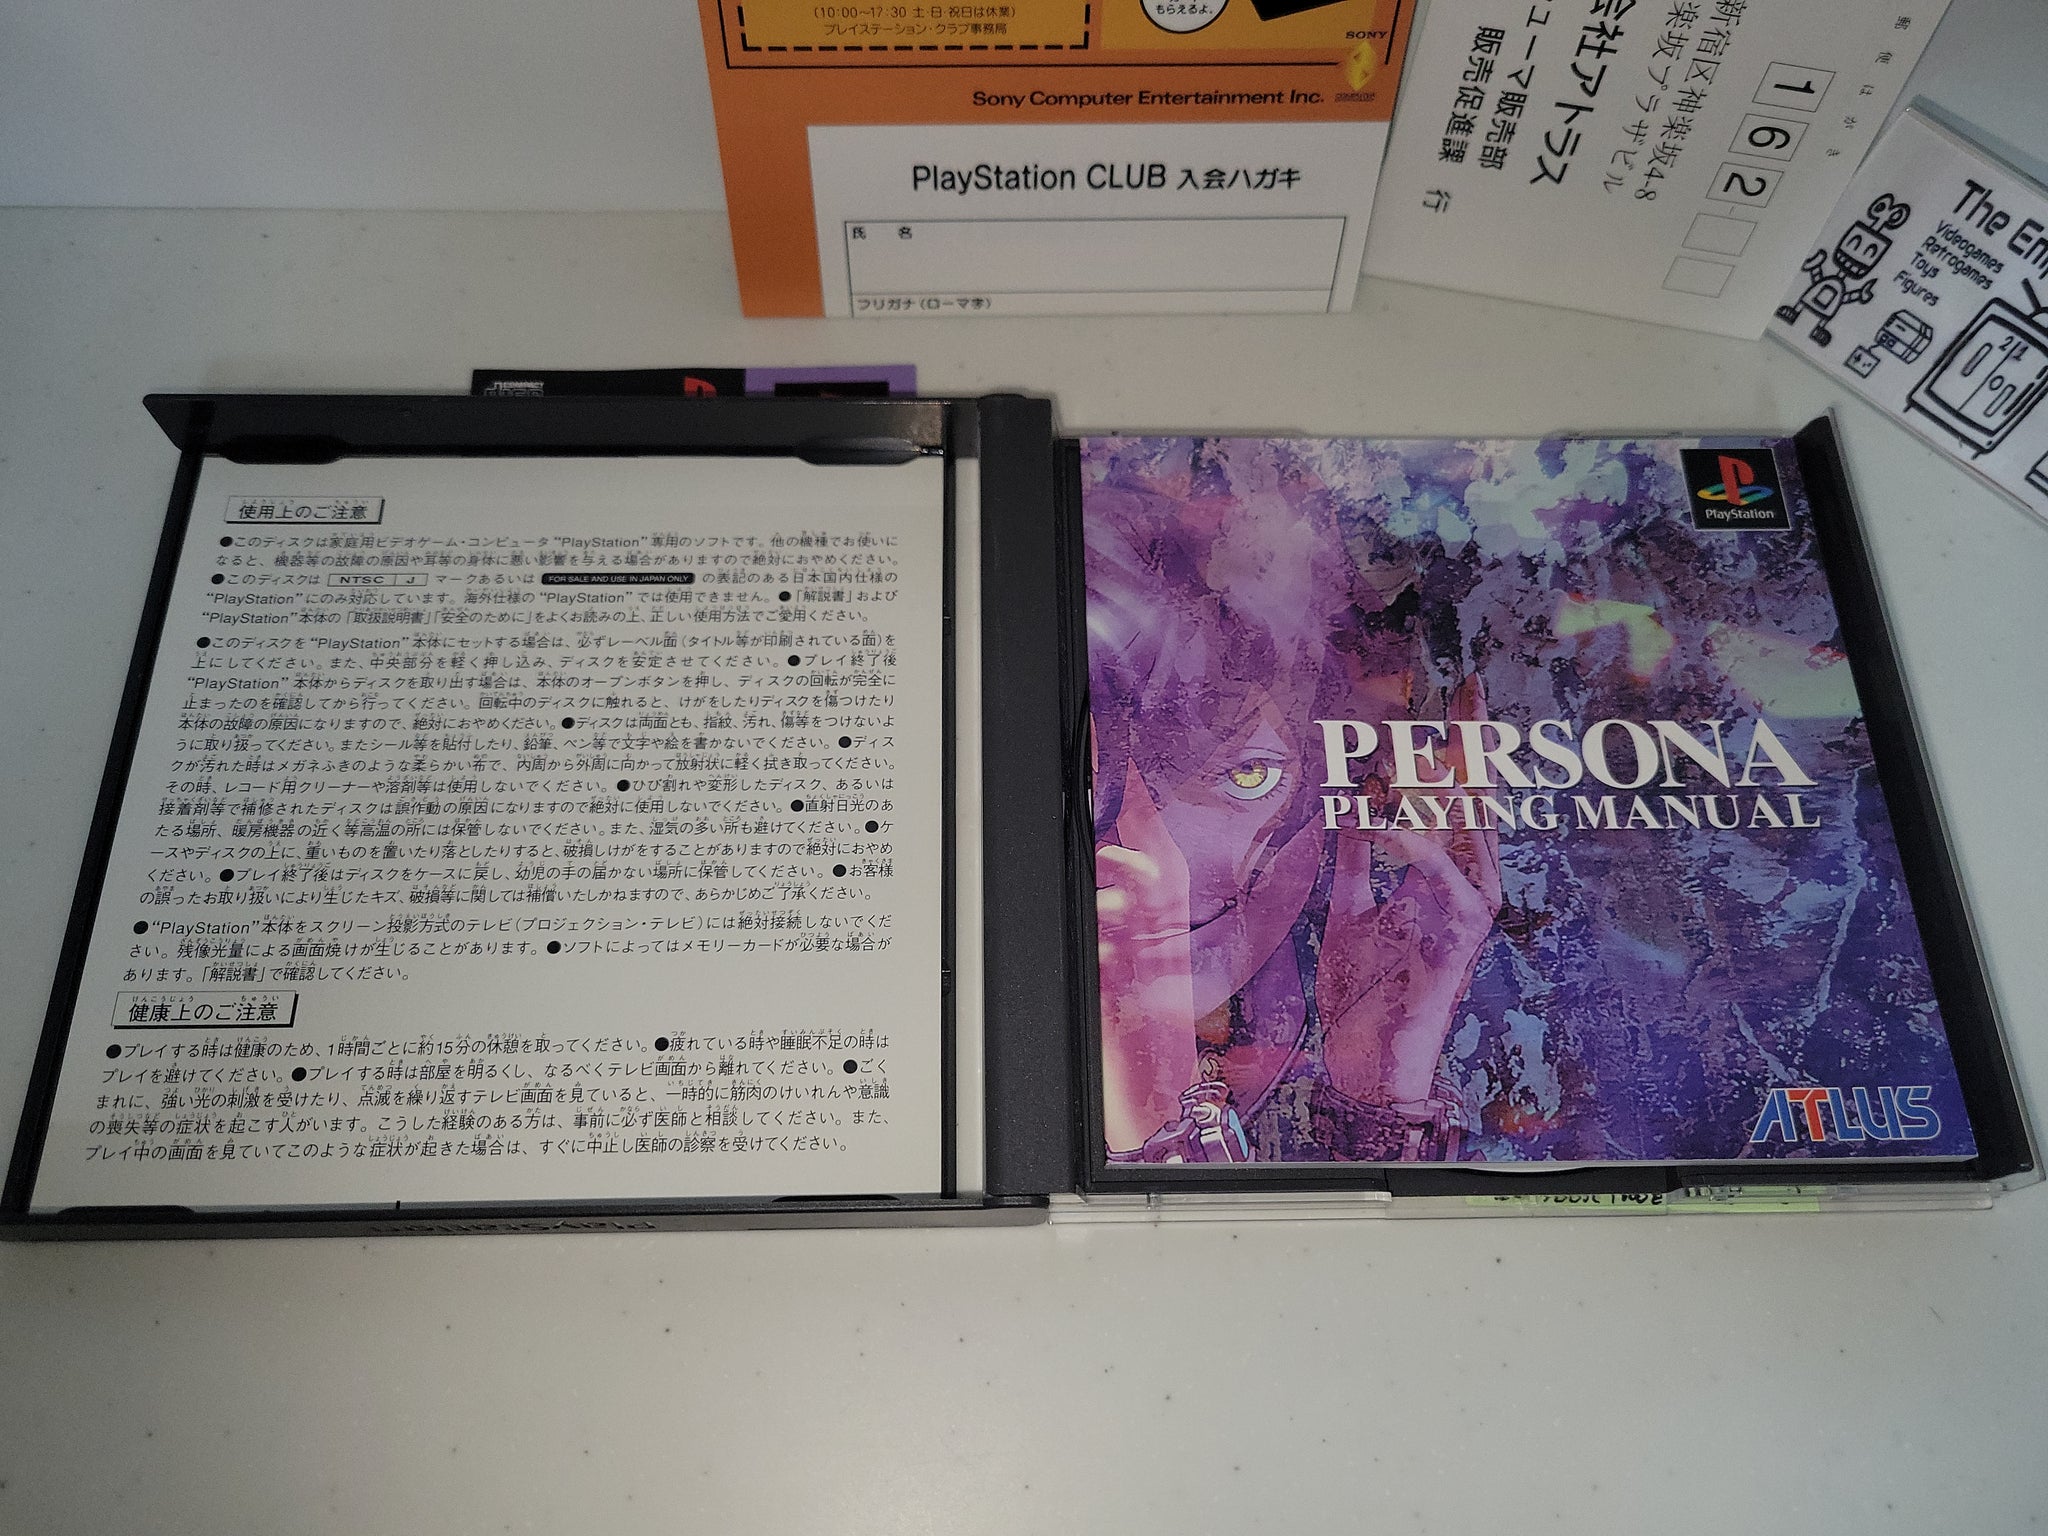 (10:00～17:30 土・日・祝日は休業)
プレイステーション・クラブ事務局
もらえるよ。
SONY
Sony Computer Entertainment Inc.
PlayStation CLUB 入会ハガキ
氏 名
フリガナ(ローマ字)
郵便はがき
162
新宿区神楽坂4-8
楽坂プラザビル
会社アトラス
ューマ販売部
販売促進課 行
The Em
Videogames
Retrogames
Toys
Figures
COMPACT
使用上のご注意
●このディスクは家庭用ビデオゲーム・コンピュータ“PlayStation”専用のソフトです。他の機種でお使いに
なると、機器等の故障の原因や耳等の身体に悪い影響を与える場合がありますので絶対におやめください。
●このディスクは NTSC J マークあるいは FOR SALE AND USE IN JAPAN ONLY の表記のある日本国内仕様の
“PlayStation”にのみ対応しています。海外仕様の“PlayStation”では使用できません。●「解説書」および
“PlayStation”本体の「取扱説明書」「安全のために」をよくお読みの上、正しい使用方法でご愛用ください。
●このディスクを“PlayStation”本体にセットする場合は、必ずレーベル面(タイトル等が印刷されている面)を
上にしてください。また、中央部分を軽く押し込み、ディスクを安定させてください。●プレイ終了後
“PlayStation”本体からディスクを取り出す場合は、本体のオープンボタンを押し、ディスクの回転が完全に
止まったのを確認してから行ってください。回転中のディスクに触れると、けがをしたりディスクを傷つけたり
本体の故障の原因になりますので、絶対におやめください。●ディスクは両面とも、指紋、汚れ、傷等をつけないよ
うに取り扱ってください。またシール等を貼付したり、鉛筆、ペン等で文字や絵を書かないでください。●ディス
クが汚れた時はメガネふきのような柔らかい布で、内周から外周に向かって放射状に軽く拭き取ってください。
その時、レコード用クリーナーや溶剤等は使用しないでください。●ひび割れや変形したディスク、あるいは
接着剤等で補修されたディスクは誤作動の原因になりますので絶対に使用しないでください。●直射日光のあ
たる場所、暖房機器の近く等高温の所には保管しないでください。また、湿気の多い所も避けてください。●ケ
ースやディスクの上に、重いものを置いたり落としたりすると、破損しけがをすることがありますので絶対におやめ
ください。●プレイ終了後はディスクをケースに戻し、幼児の手の届かない場所に保管してください。●お客様
の誤ったお取り扱いにより生じたキズ、破損等に関しては補償いたしかねますので、あらかじめご了承ください。
●“PlayStation”本体をスクリーン投影方式のテレビ(プロジェクション・テレビ)には絶対接続しないでくだ
さい。残像光量による画面焼けが生じることがあります。●ソフトによってはメモリーカードが必要な場合が
あります。「解説書」で確認してください。
健康上のご注意
●プレイする時は健康のため、1時間ごとに約15分の休憩を取ってください。●疲れている時や睡眠不足の時は
プレイを避けてください。●プレイする時は部屋を明るくし、なるべくテレビ画面から離れてください。●ごく
まれに、強い光の刺激を受けたり、点滅を繰り返すテレビ画面を見ていると、一時的に筋肉のけいれんや意識
の喪失等の症状を起こす人がいます。こうした経験のある方は、事前に必ず医師と相談してください。また、
プレイ中の画面を見ていてこのような症状が起きた場合は、すぐに中止し医師の診察を受けてください。
PlayStation
PlayStation
PERSONA
PLAYING MANUAL
ATLUS